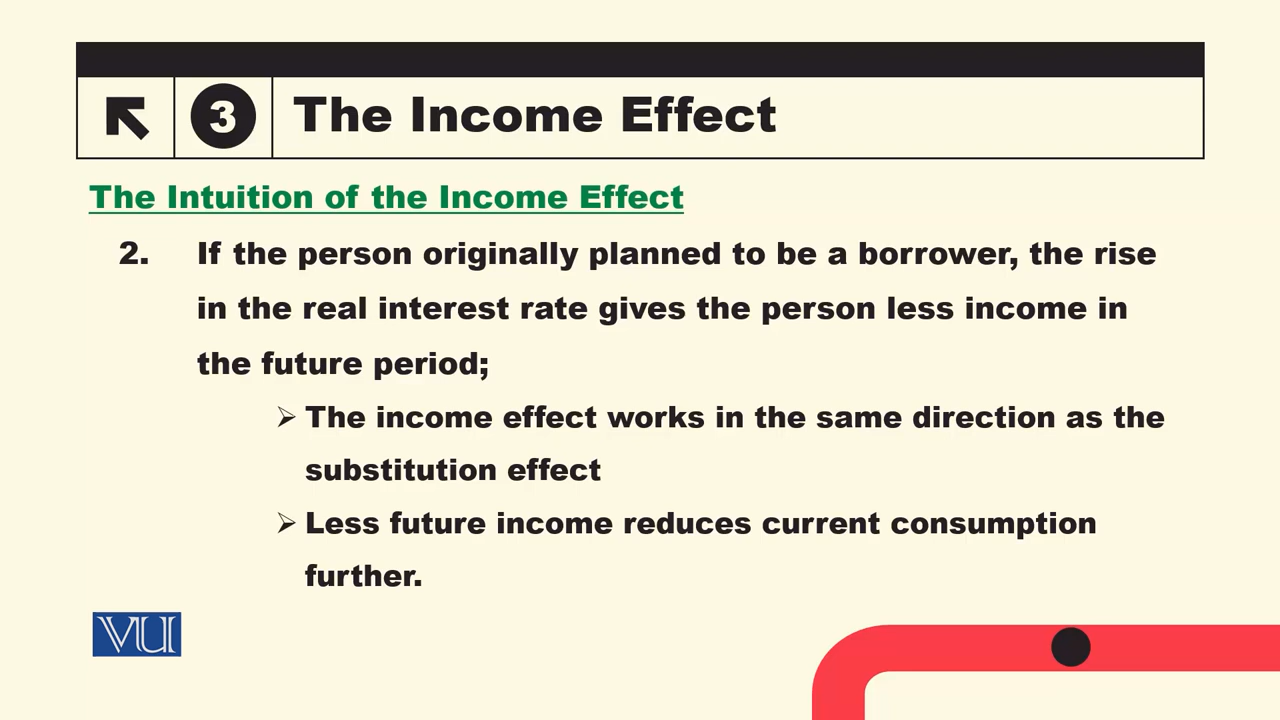 3 The Income Effect
The Intuition of the Income Effect
2. If the person originally planned to be a borrower, the rise
in the real interest rate gives the person less income in
the future period;
➢ The income effect works in the same direction as the
substitution effect
➢ Less future income reduces current consumption
further.
VU